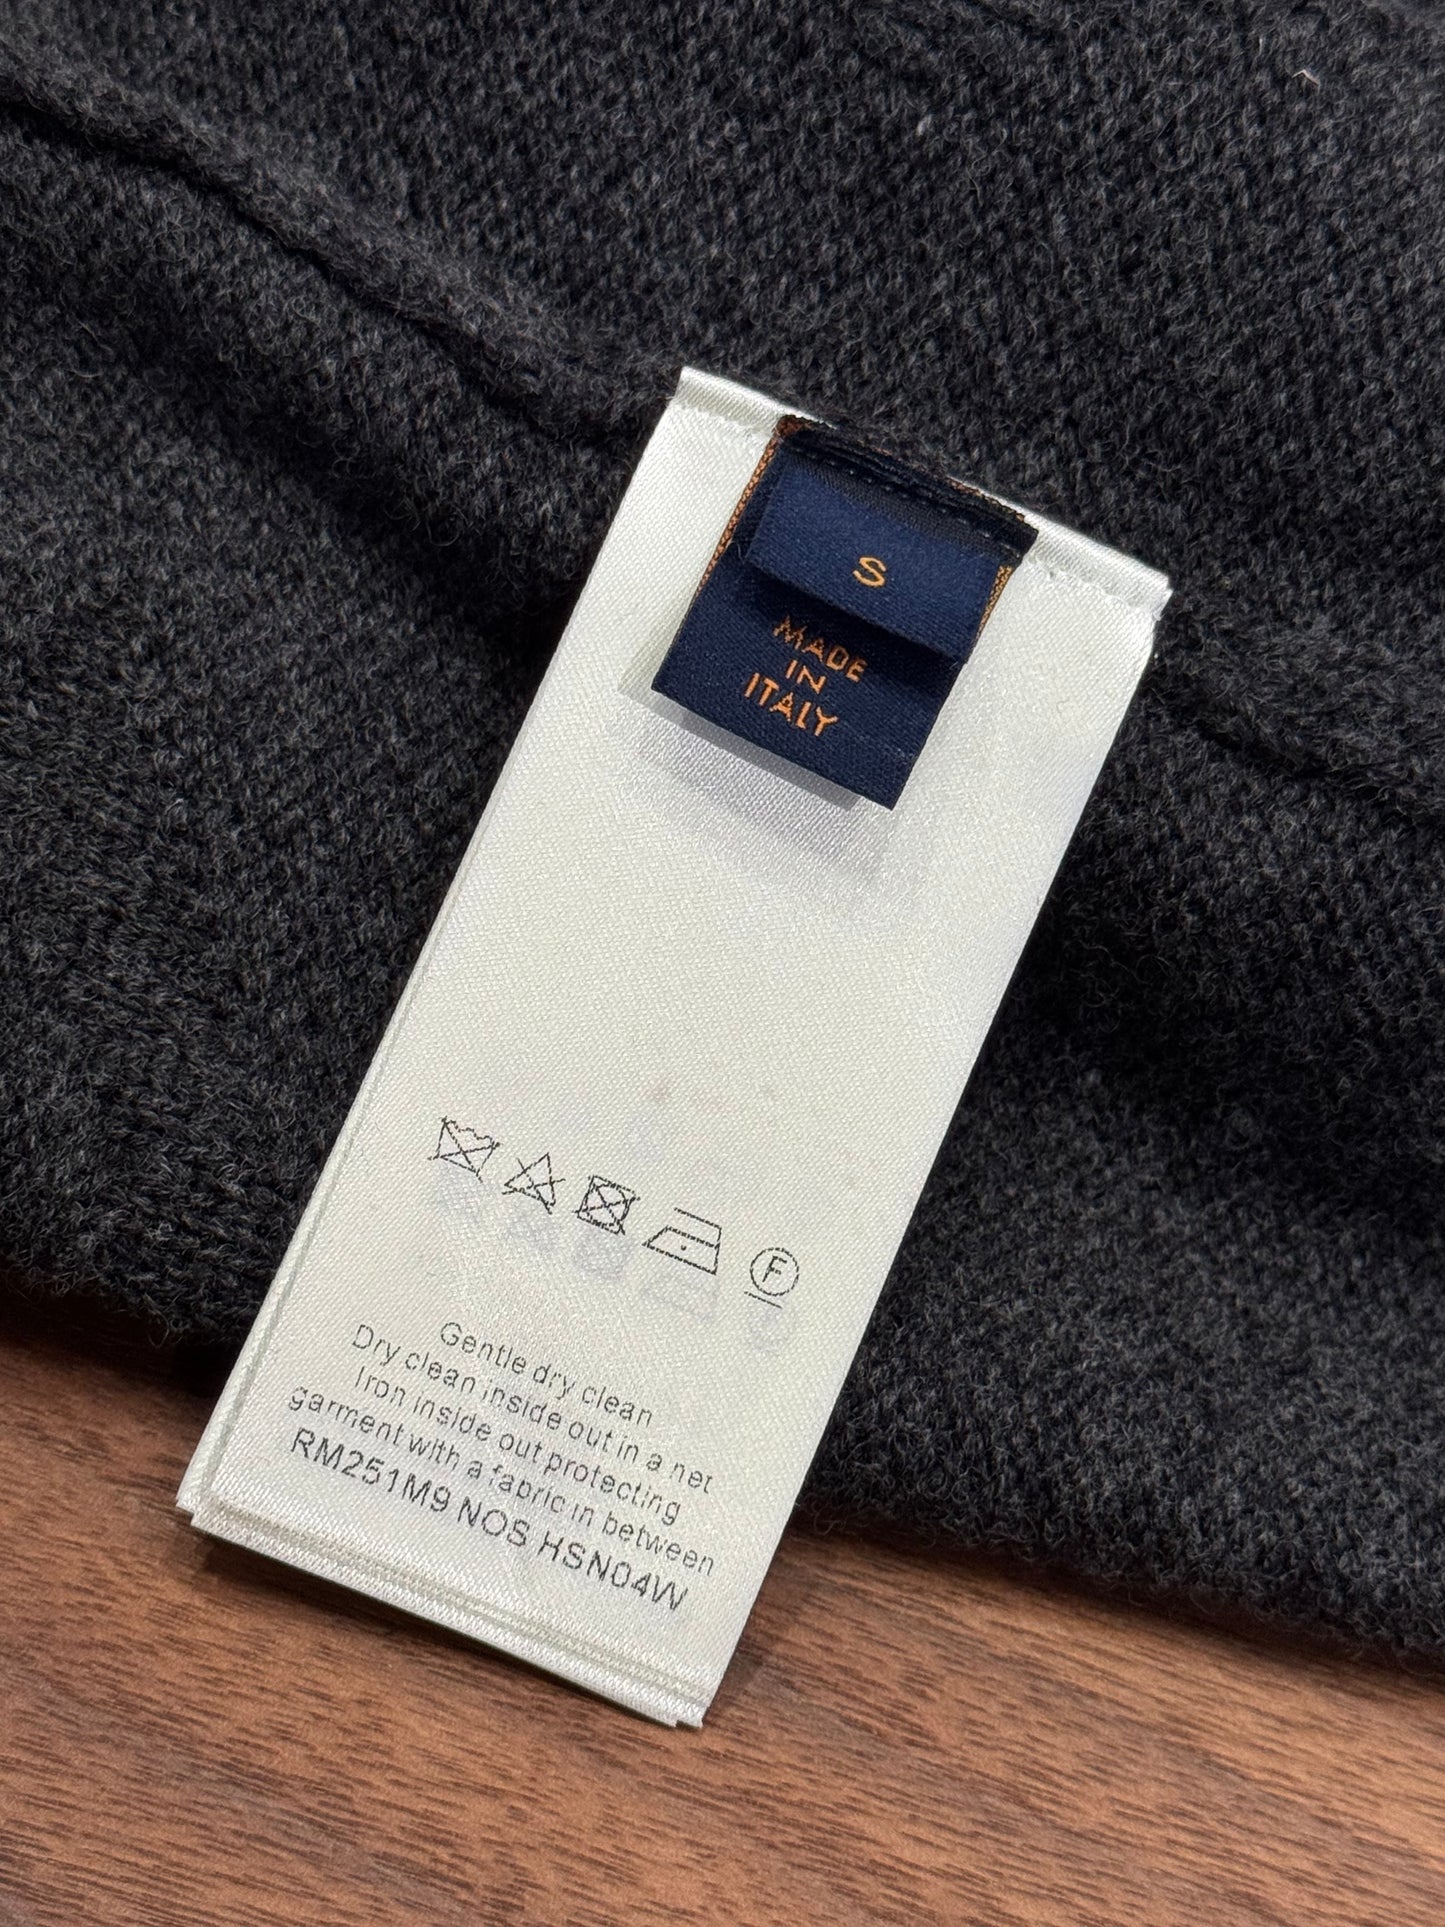 S
MADE
IN
ITALY
F
Gentle dry clean
Dry clean inside out in a net
Iron inside out protecting
garment with a fabric in between
RM251M9 NOS HSN04W